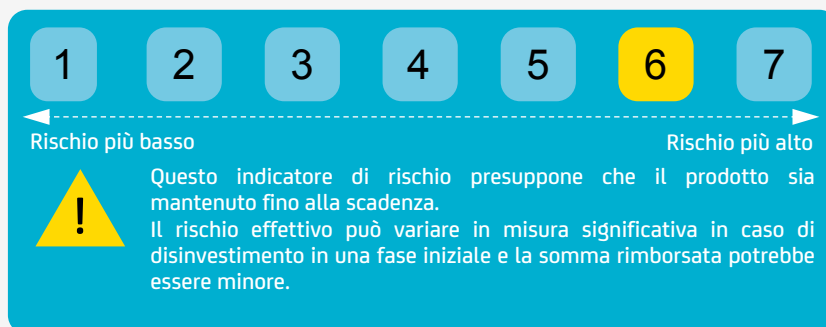 1 2 3 4 5 6 7
Rischio più basso Rischio più alto
!
Questo indicatore di rischio presuppone che il prodotto sia
mantenuto fino alla scadenza.
Il rischio effettivo può variare in misura significativa in caso di
disinvestimento in una fase iniziale e la somma rimborsata potrebbe
essere minore.